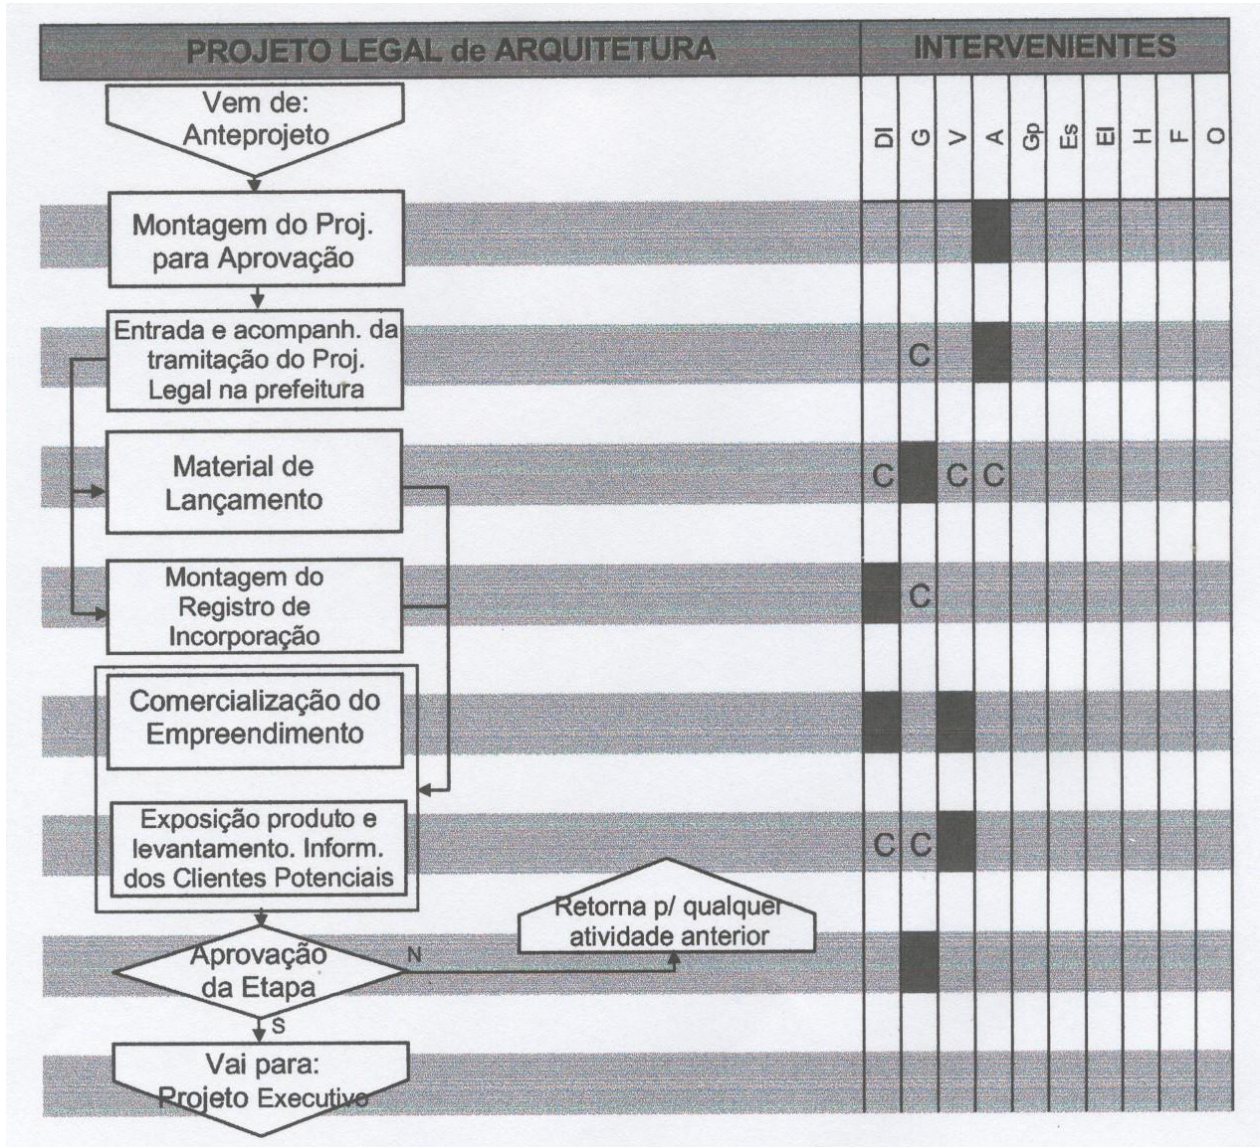 PROJETO LEGAL de ARQUITETURA
INTERVENIENTES
DI G V A Gp Es El H F O
Vem de:
Anteprojeto
Montagem do Proj.
para Aprovação
Entrada e acompanh. da
tramitação do Proj.
Legal na prefeitura
C
Material de
Lançamento
C C C
Montagem do
Registro de
Incorporação
C
Comercialização do
Empreendimento
Exposição produto e
levantamento. Inform.
dos Clientes Potenciais
C C
Retorna p/ qualquer
atividade anterior
Aprovação
da Etapa
N
S
Vai para:
Projeto Executivo